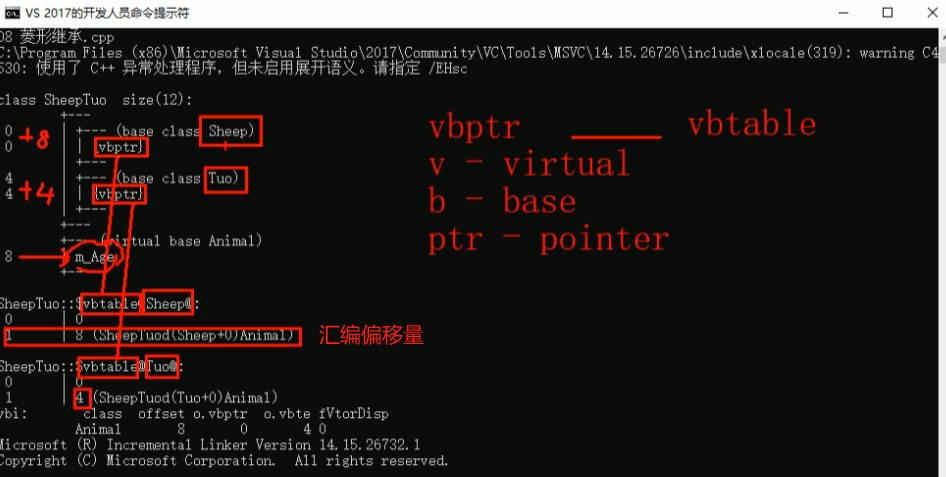 VS 2017的开发人员命令提示符
08 菱形继承.cpp
C:\Program Files (x86)\Microsoft Visual Studio\2017\Community\VC\Tools\MSVC\14.15.26726\include\xlocale(319): warning C4
530: 使用了 C++ 异常处理程序，但未启用展开语义。请指定 /EHsc
class SheepTuo size(12):
+---
0 +8 | +--- (base class Sheep)
0 | | {vbptr}
| +---
4 +4 | +--- (base class Tuo)
4 | | {vbptr}
| +---
+---
+--- (virtual base Animal)
8 | m_Age
+---
vbptr ______ vbtable
v - virtual
b - base
ptr - pointer
SheepTuo::$vbtable@Sheep@:
0 | 0
1 | 8 (SheepTuod(Sheep+0)Animal)
汇编偏移量
SheepTuo::$vbtable@Tuo@:
0 | 0
1 | 4 (SheepTuod(Tuo+0)Animal)
vbi: class offset o.vbptr o.vbte fVtorDisp
Animal 8 0 4 0
Microsoft (R) Incremental Linker Version 14.15.26732.1
Copyright (C) Microsoft Corporation. All rights reserved.